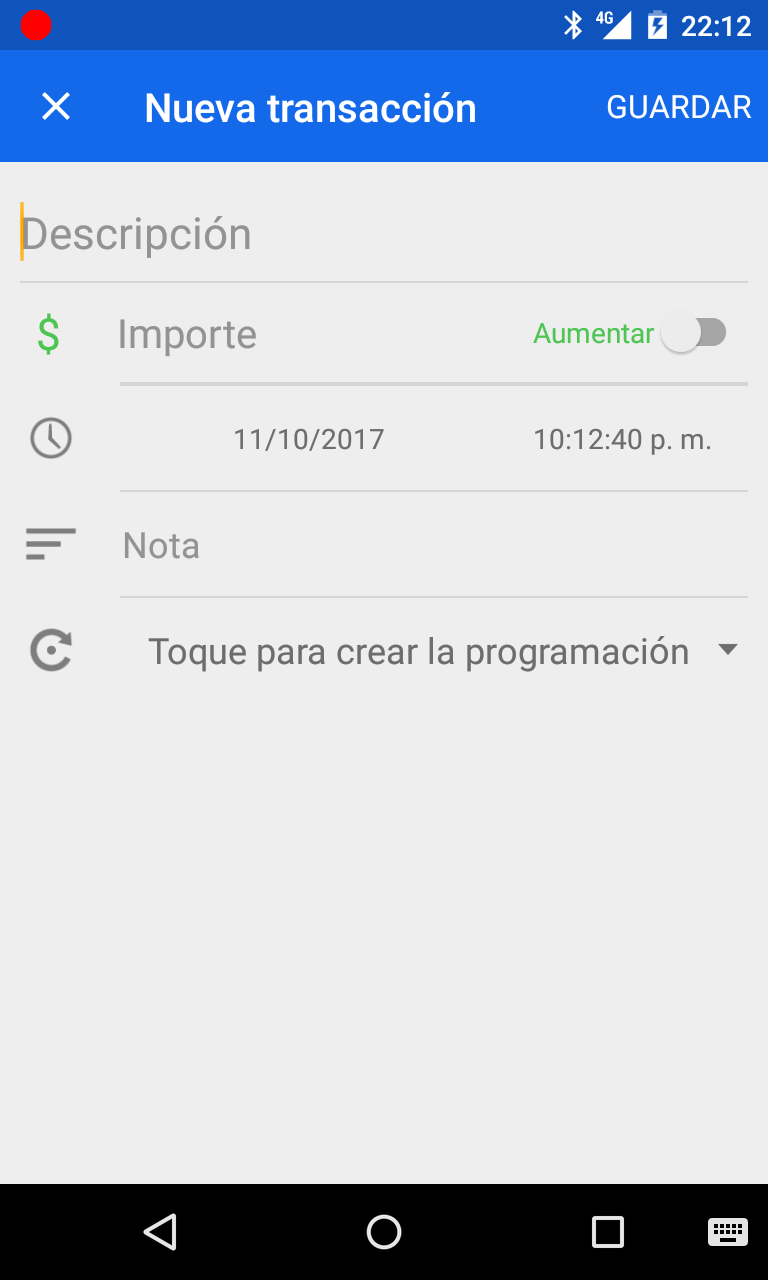 4G 22:12
Nueva transacción GUARDAR
Descripción
$ Importe Aumentar
11/10/2017 10:12:40 p. m.
Nota
Toque para crear la programación